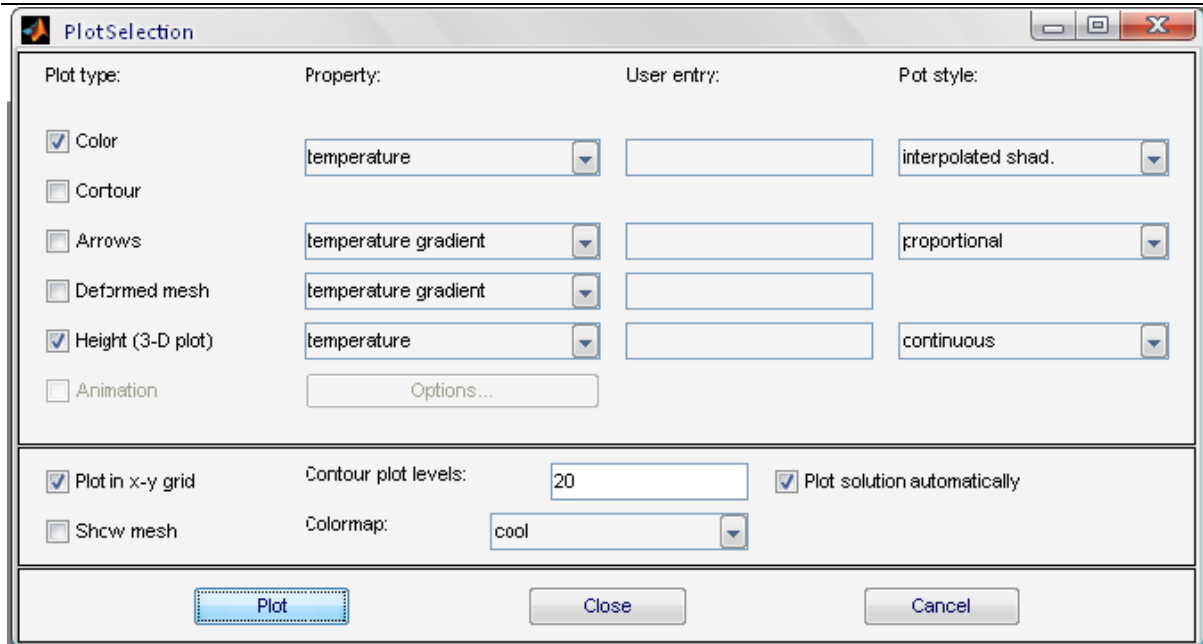 PlotSelection
Plot type: Property: User entry: Pot style:
Color temperature interpolated shad.
Cortour
Arrows temperature gradient proportional
Deformed mesh temperature gradient
Height (3-D plot) temperature continuous
Animation Options...
Plot in x-y grid Contour plot levels: 20 Plot solution automatically
Show mesh Colormap: cool
Plot Close Cancel